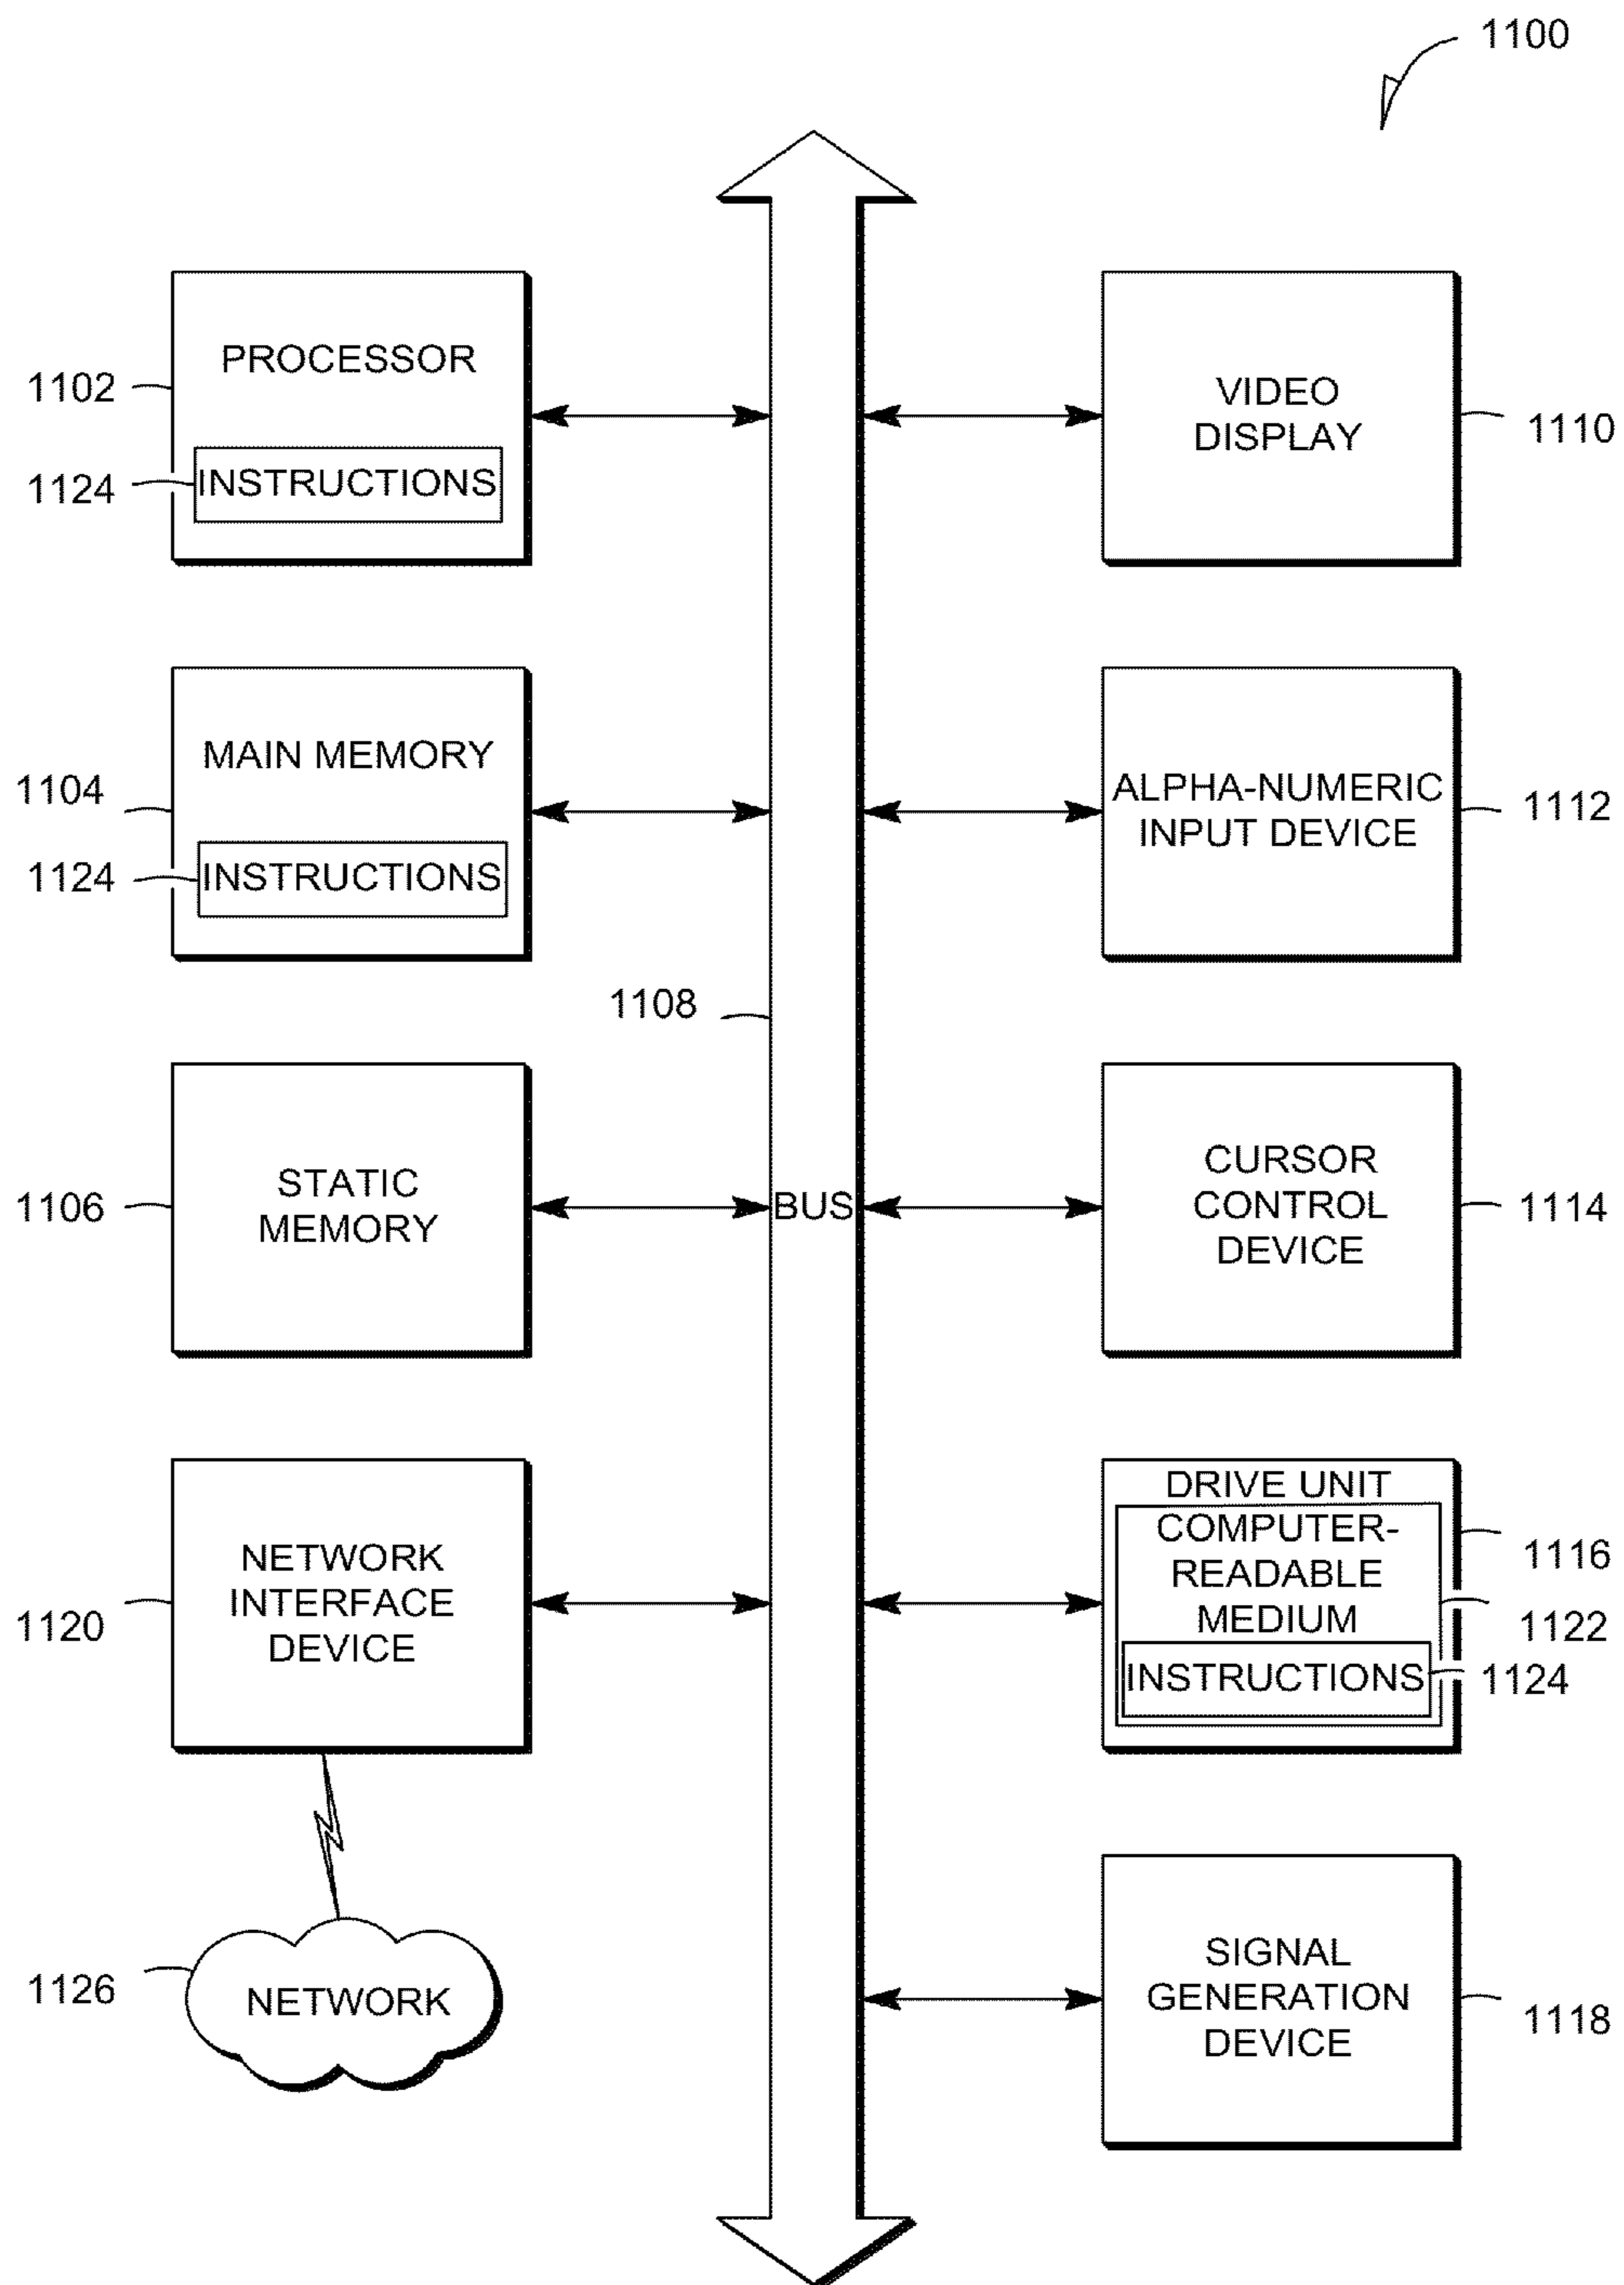 1100
PROCESSOR
1102
1124
INSTRUCTIONS
VIDEO
DISPLAY
1110
MAIN MEMORY
1104
1124
INSTRUCTIONS
ALPHA-NUMERIC
INPUT DEVICE
1112
1108
STATIC
MEMORY
1106
BUS
CURSOR
CONTROL
DEVICE
1114
NETWORK
INTERFACE
DEVICE
1120
DRIVE UNIT
COMPUTER-
READABLE
MEDIUM
INSTRUCTIONS
1116
1122
1124
1126
NETWORK
SIGNAL
GENERATION
DEVICE
1118